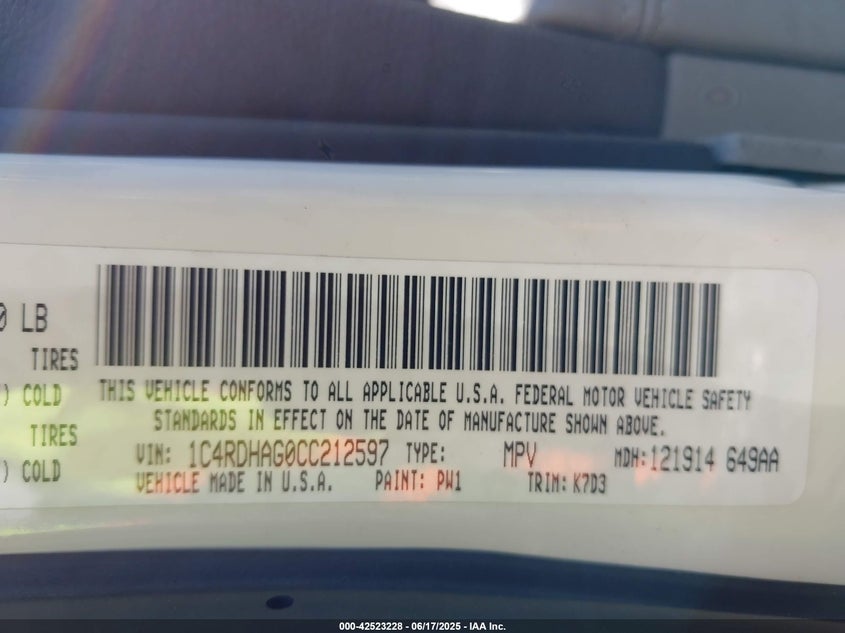 0 LB
TIRES
) COLD
TIRES
) COLD
THIS VEHICLE CONFORMS TO ALL APPLICABLE U.S.A. FEDERAL MOTOR VEHICLE SAFETY
STANDARDS IN EFFECT ON THE DATE OF MANUFACTURE SHOWN ABOVE.
VIN: 1C4RDHAG0CC212597 TYPE: MPV MDH:121914 649AA
VEHICLE MADE IN U.S.A. PAINT: PW1 TRIM: K7D3
000-42523228 - 06/17/2025 - IAA Inc.